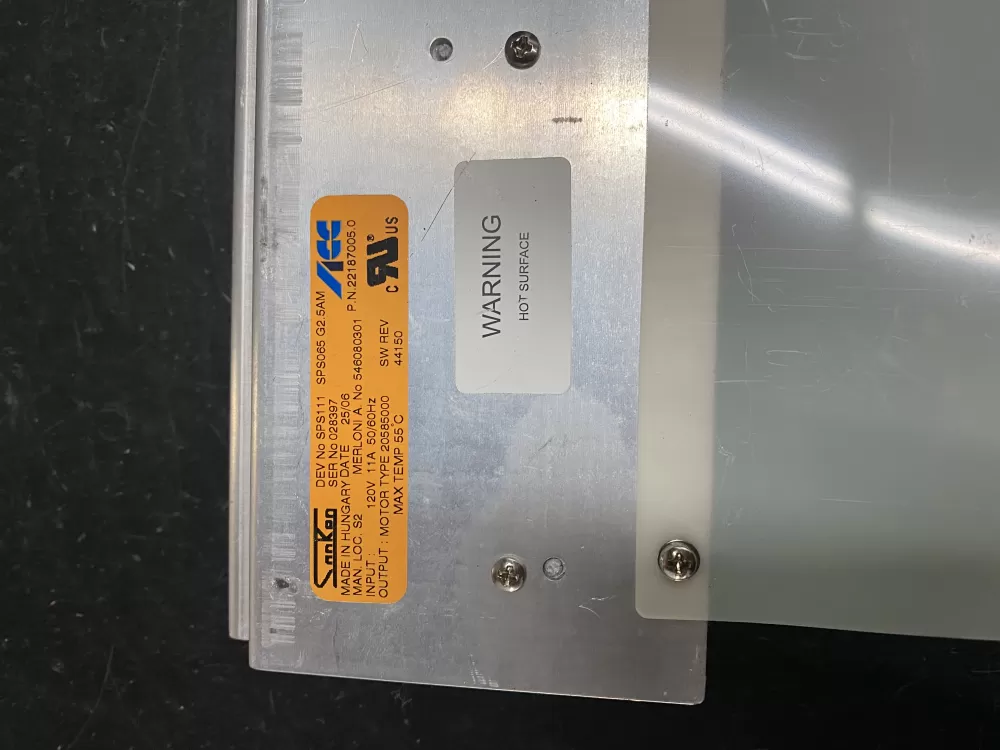 SanKen DEV No SPS111 SPS065 G2.5AM ACC
SER No 028397
MADE IN HUNGARY DATE 25/06
MAN. LOC. S2 MERLONI A. No 546080301 P.N.22187005.0
INPUT : 120V 11A 50/60Hz
OUTPUT : MOTOR TYPE 20585000 SW REV
MAX TEMP 55°C 44150
C RU ® US
WARNING
HOT SURFACE